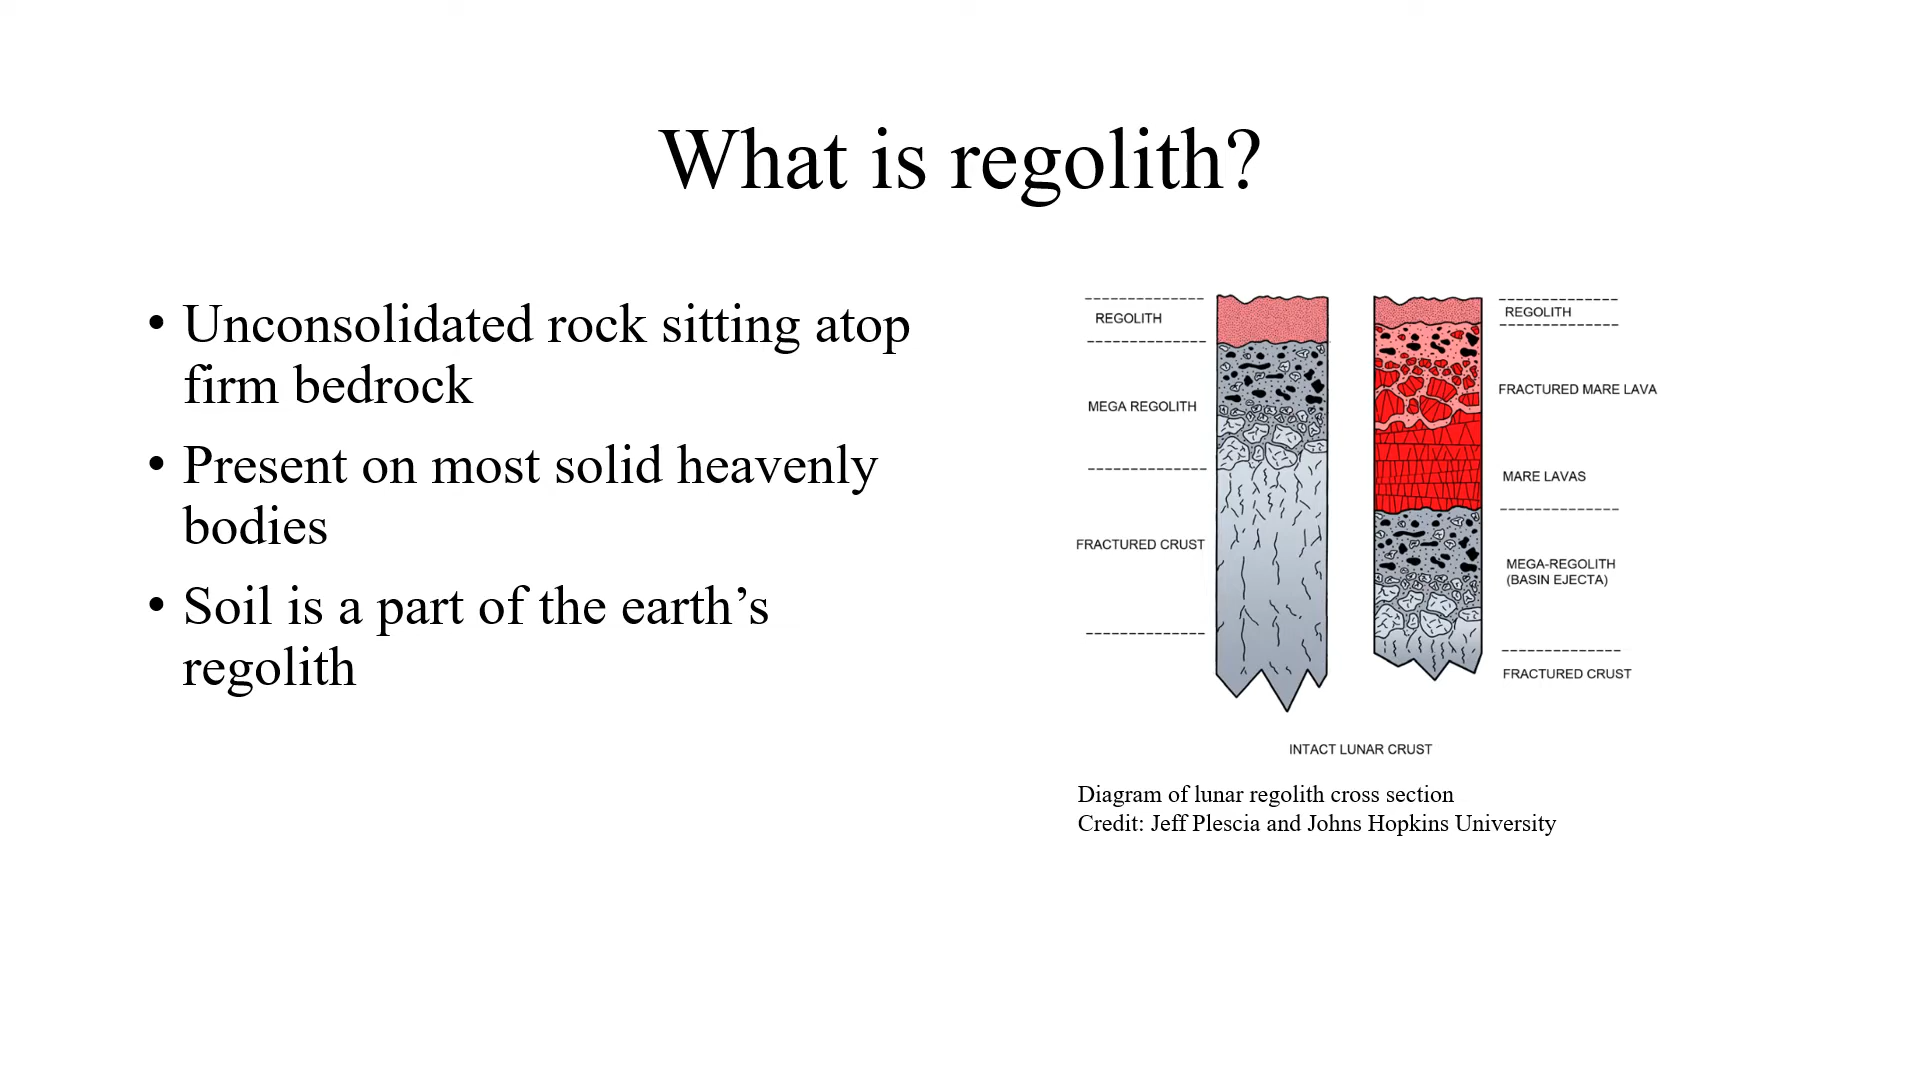 What is regolith?
• Unconsolidated rock sitting atop
firm bedrock
• Present on most solid heavenly
bodies
• Soil is a part of the earth’s
regolith
REGOLITH
MEGA REGOLITH
FRACTURED CRUST
REGOLITH
FRACTURED MARE LAVA
MARE LAVAS
MEGA-REGOLITH
(BASIN EJECTA)
FRACTURED CRUST
INTACT LUNAR CRUST
Diagram of lunar regolith cross section
Credit: Jeff Plescia and Johns Hopkins University